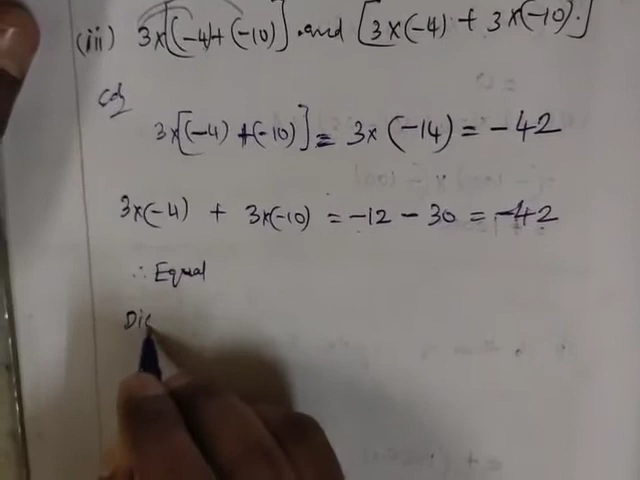 (iii) 3×[(-4)+(-10)] and [3×(-4) + 3×(-10).]
Sol
3×[(-4) + (-10)] = 3×(-14) = -42
3×(-4) + 3×(-10) = -12 - 30 = -42
∴ Equal
Dis